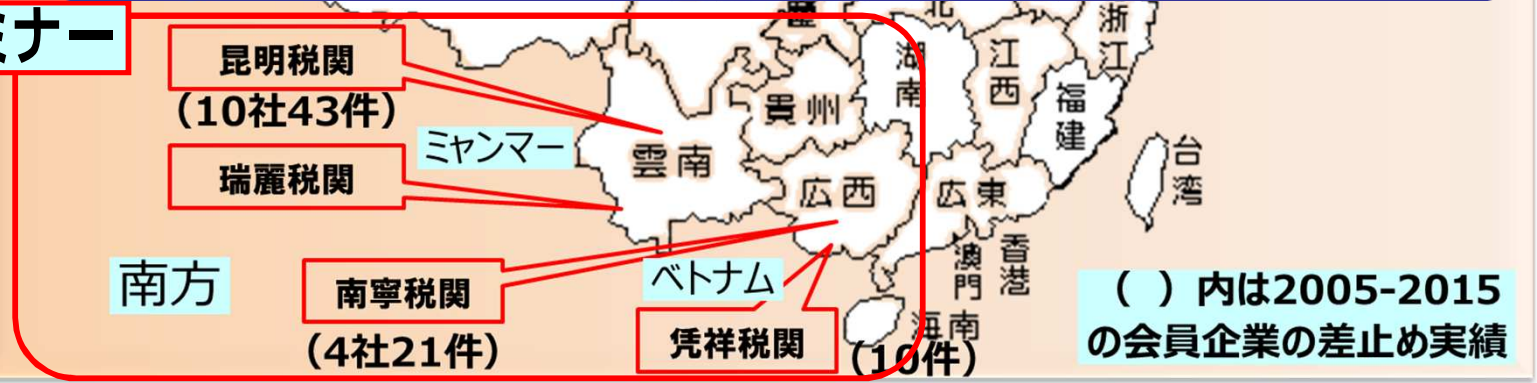 ミナー
昆明税関
(10社43件)
瑞麗税関
ミャンマー
雲南
貴州
湖南
江西
浙江
福建
台湾
広西
広東
澳門
香港
海南
南方
南寧税関
(4社21件)
ベトナム
凭祥税関
(10件)
( )内は2005-2015
の会員企業の差止め実績